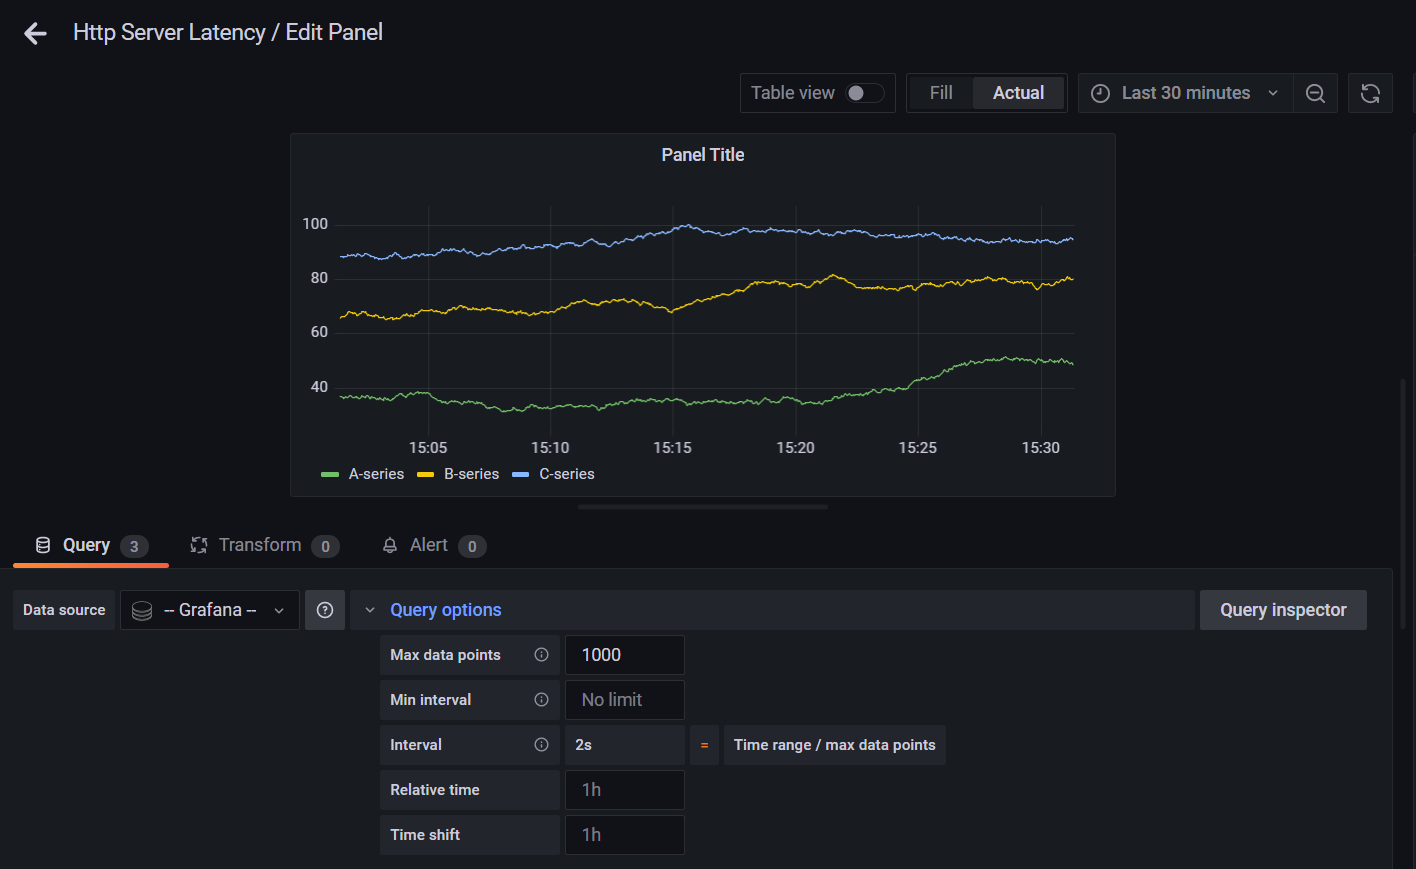 Http Server Latency / Edit Panel
Table view Fill Actual Last 30 minutes
Panel Title
100
80
60
40
15:05 15:10 15:15 15:20 15:25 15:30
A-series B-series C-series
Query 3 Transform 0 Alert 0
Data source -- Grafana -- Query options Query inspector
Max data points 1000
Min interval No limit
Interval 2s = Time range / max data points
Relative time 1h
Time shift 1h